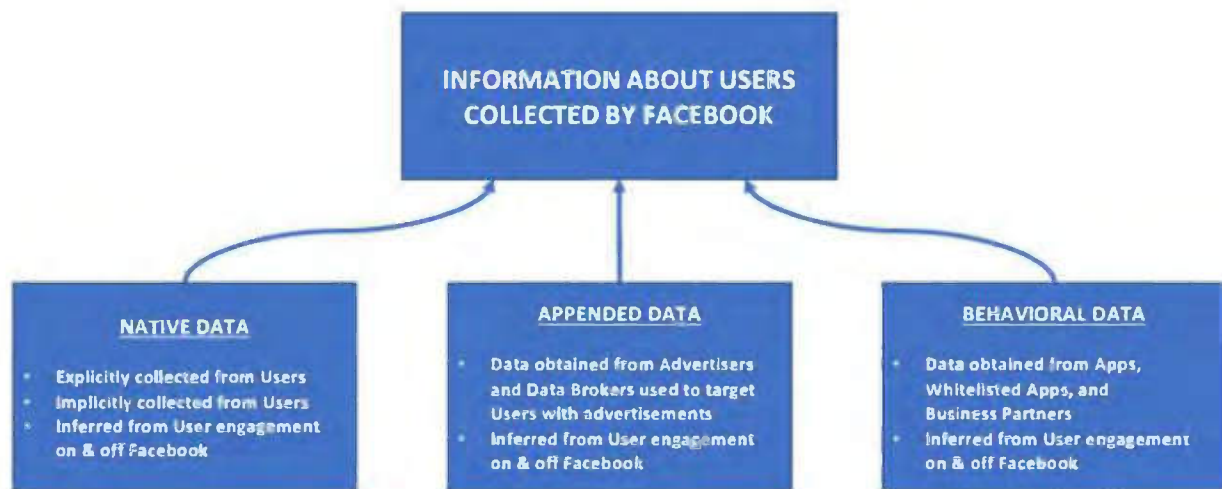 INFORMATION ABOUT USERS
COLLECTED BY FACEBOOK
NATIVE DATA
• Explicitly collected from Users
• Implicitly collected from Users
• Inferred from User engagement
on & off Facebook
APPENDED DATA
• Data obtained from Advertisers
and Data Brokers used to target
Users with advertisements
• Inferred from User engagement
on & off Facebook
BEHAVIORAL DATA
• Data obtained from Apps,
Whitelisted Apps, and
Business Partners
• Inferred from User engagement
on & off Facebook